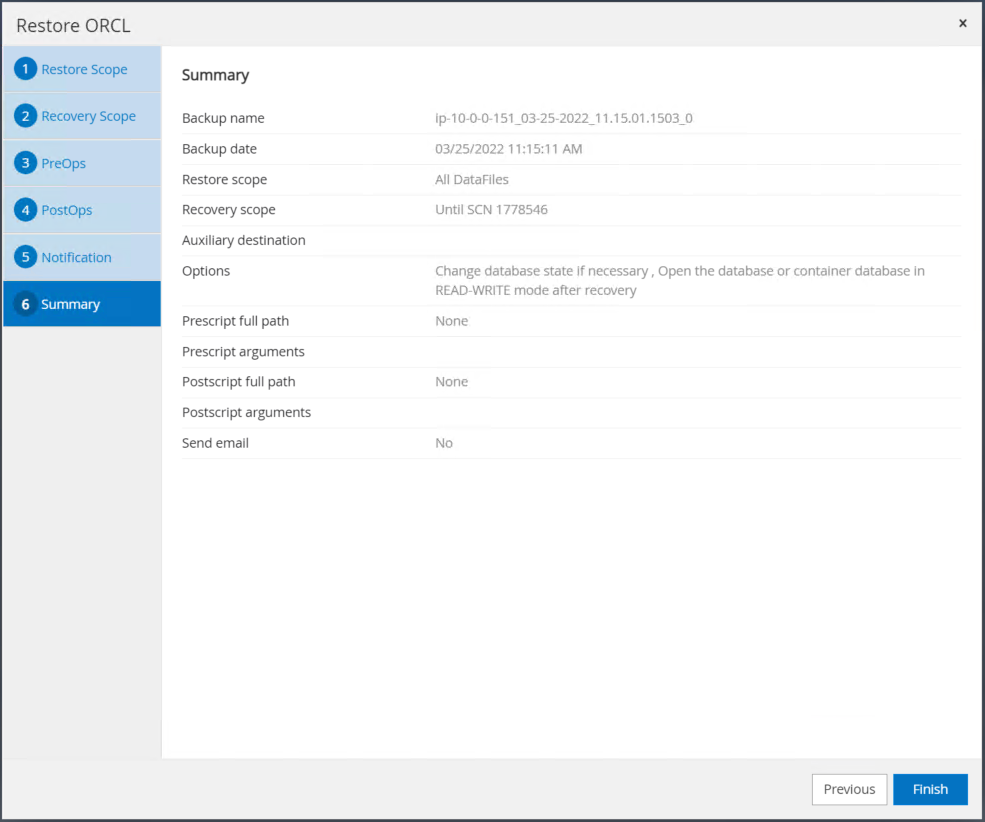 Restore ORCL
×
1 Restore Scope
2 Recovery Scope
3 PreOps
4 PostOps
5 Notification
6 Summary
Summary
Backup name ip-10-0-0-151_03-25-2022_11.15.01.1503_0
Backup date 03/25/2022 11:15:11 AM
Restore scope All DataFiles
Recovery scope Until SCN 1778546
Auxiliary destination
Options Change database state if necessary , Open the database or container database in
READ-WRITE mode after recovery
Prescript full path None
Prescript arguments
Postscript full path None
Postscript arguments
Send email No
Previous Finish